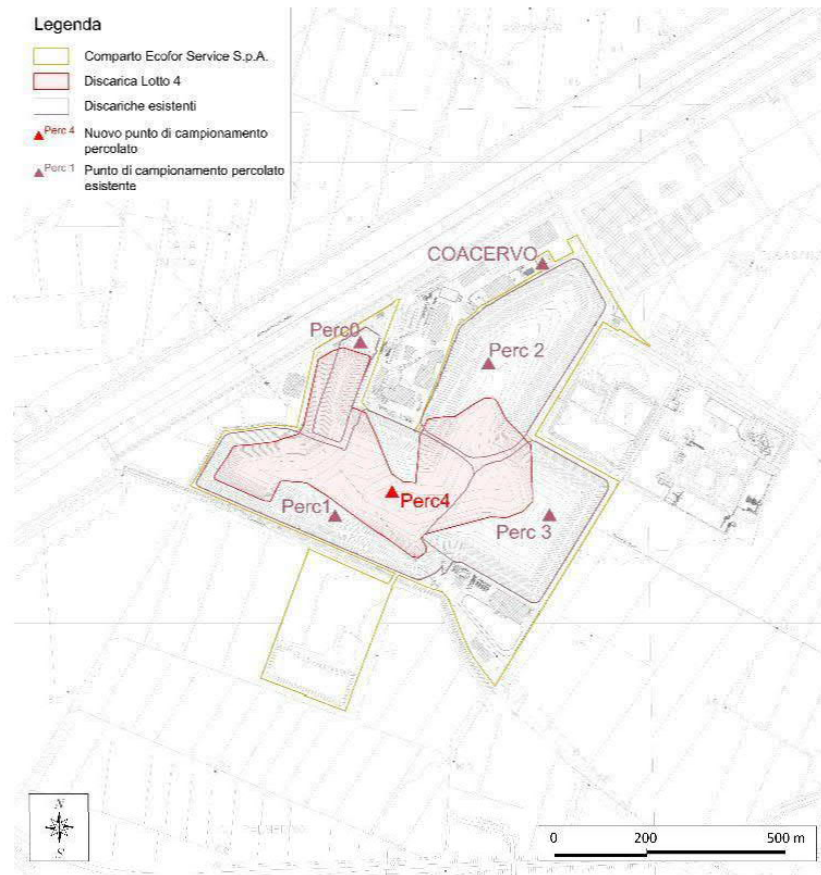 Legenda
Comparto Ecofor Service S.p.A.
Discarica Lotto 4
Discariche esistenti
Perc 4 Nuovo punto di campionamento
percolato
Perc 1 Punto di campionamento percolato
esistente
COACERVO
Perc0
Perc 2
Perc4
Perc1
Perc 3
N
S
0 200 500 m